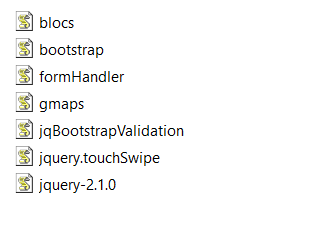 blocs
bootstrap
formHandler
gmaps
jqBootstrapValidation
jquery.touchSwipe
jquery-2.1.0